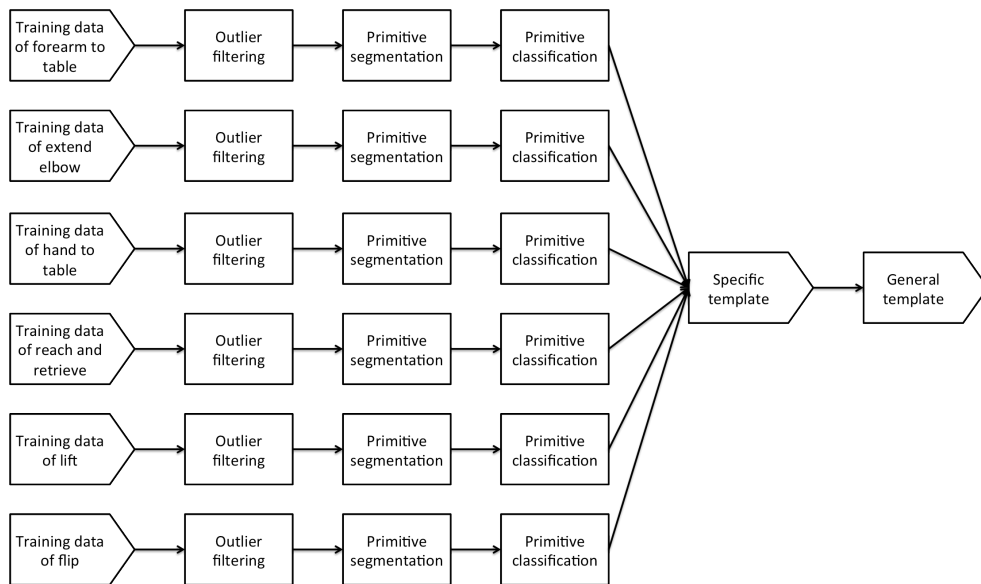 Training data
of forearm to
table
Outlier
filtering
Primitive
segmentation
Primitive
classification
Training data
of extend
elbow
Outlier
filtering
Primitive
segmentation
Primitive
classification
Training data
of hand to
table
Outlier
filtering
Primitive
segmentation
Primitive
classification
Specific
template
General
template
Training data
of reach and
retrieve
Outlier
filtering
Primitive
segmentation
Primitive
classification
Training data
of lift
Outlier
filtering
Primitive
segmentation
Primitive
classification
Training data
of flip
Outlier
filtering
Primitive
segmentation
Primitive
classification